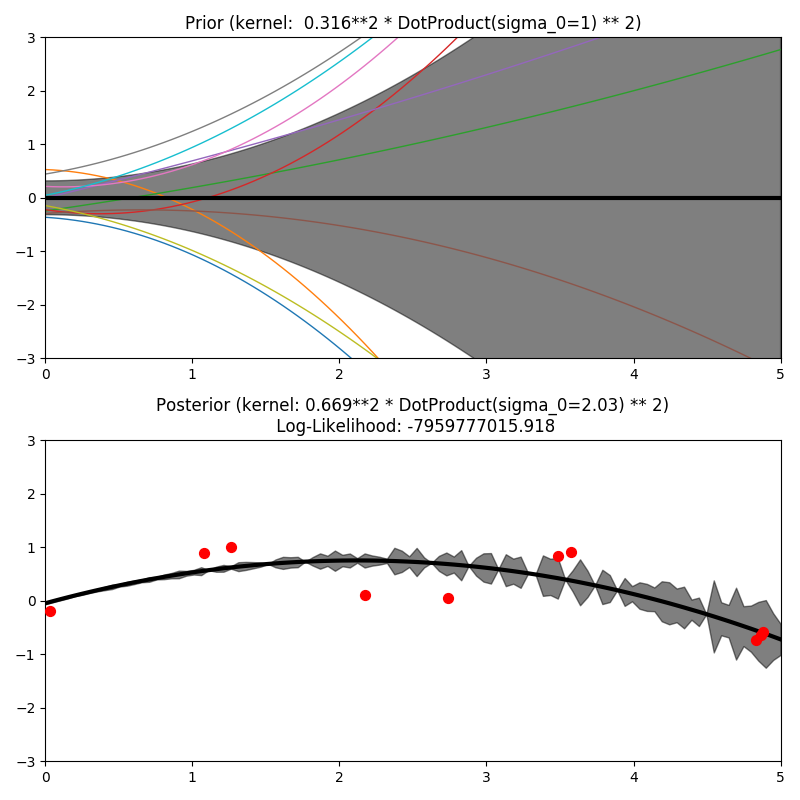 Prior (kernel:  0.316**2 * DotProduct(sigma_0=1) ** 2)
3
2
1
0
−1
−2
−3
0 1 2 3 4 5
Posterior (kernel: 0.669**2 * DotProduct(sigma_0=2.03) ** 2)
Log-Likelihood: -7959777015.918
3
2
1
0
−1
−2
−3
0 1 2 3 4 5